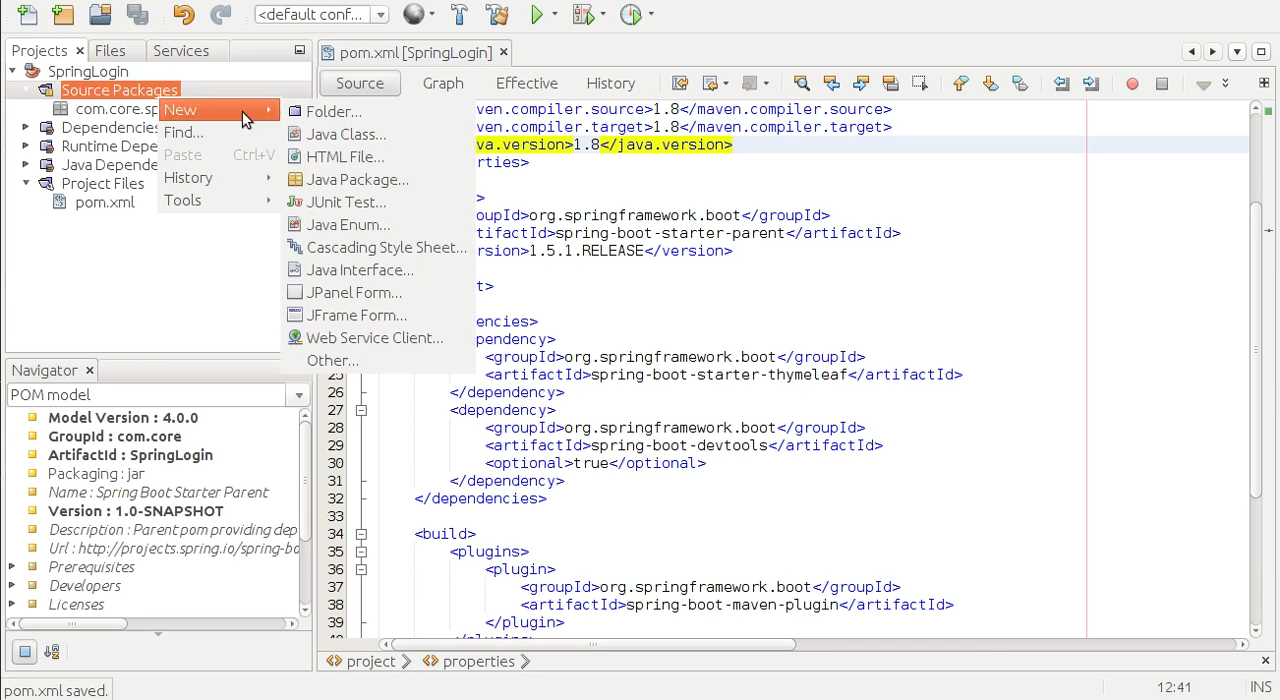 <default conf...
Projects
Files
Services
pom.xml [SpringLogin]
SpringLogin
Source Packages
com.core.sp
Dependencies
Runtime Depe
Java Depende
Project Files
pom.xml
New
Find...
Paste Ctrl+V
History
Tools
Folder...
Java Class...
HTML File...
Java Package...
JUnit Test...
Java Enum...
Cascading Style Sheet...
Java Interface...
JPanel Form...
JFrame Form...
Web Service Client...
Other...
Source Graph Effective History
ven.compiler.source>1.8</maven.compiler.source>
ven.compiler.target>1.8</maven.compiler.target>
va.version>1.8</java.version>
rties>
>
oupId>org.springframework.boot</groupId>
tifactId>spring-boot-starter-parent</artifactId>
rsion>1.5.1.RELEASE</version>
t>
encies>
pendency>
<groupId>org.springframework.boot</groupId>
25 <artifactId>spring-boot-starter-thymeleaf</artifactId>
26 </dependency>
27 <dependency>
28 <groupId>org.springframework.boot</groupId>
29 <artifactId>spring-boot-devtools</artifactId>
30 <optional>true</optional>
31 </dependency>
32 </dependencies>
33
34 <build>
35 <plugins>
36 <plugin>
37 <groupId>org.springframework.boot</groupId>
38 <artifactId>spring-boot-maven-plugin</artifactId>
39 </plugin>
</plugins>
project properties
Navigator
POM model
Model Version : 4.0.0
GroupId : com.core
ArtifactId : SpringLogin
Packaging : jar
Name : Spring Boot Starter Parent
Version : 1.0-SNAPSHOT
Description : Parent pom providing dep
Url : http://projects.spring.io/spring-bo
Prerequisites
Developers
Licenses
pom.xml saved.
12:41 INS